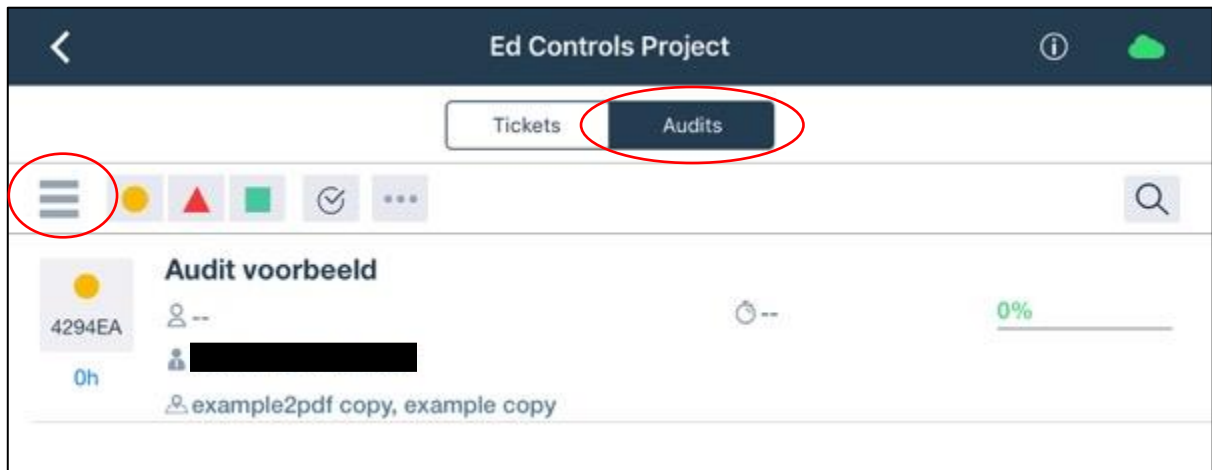 Ed Controls Project
Tickets Audits
Audit voorbeeld
4294EA
--
--
0%
0h
example2pdf copy, example copy